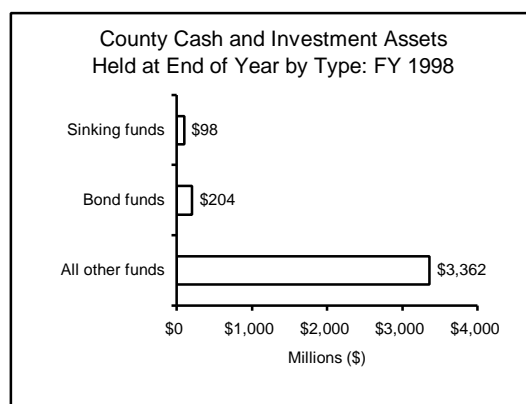 County Cash and Investment Assets
Held at End of Year by Type: FY 1998
Sinking funds $98
Bond funds $204
All other funds $3,362
$0 $1,000 $2,000 $3,000 $4,000
Millions ($)